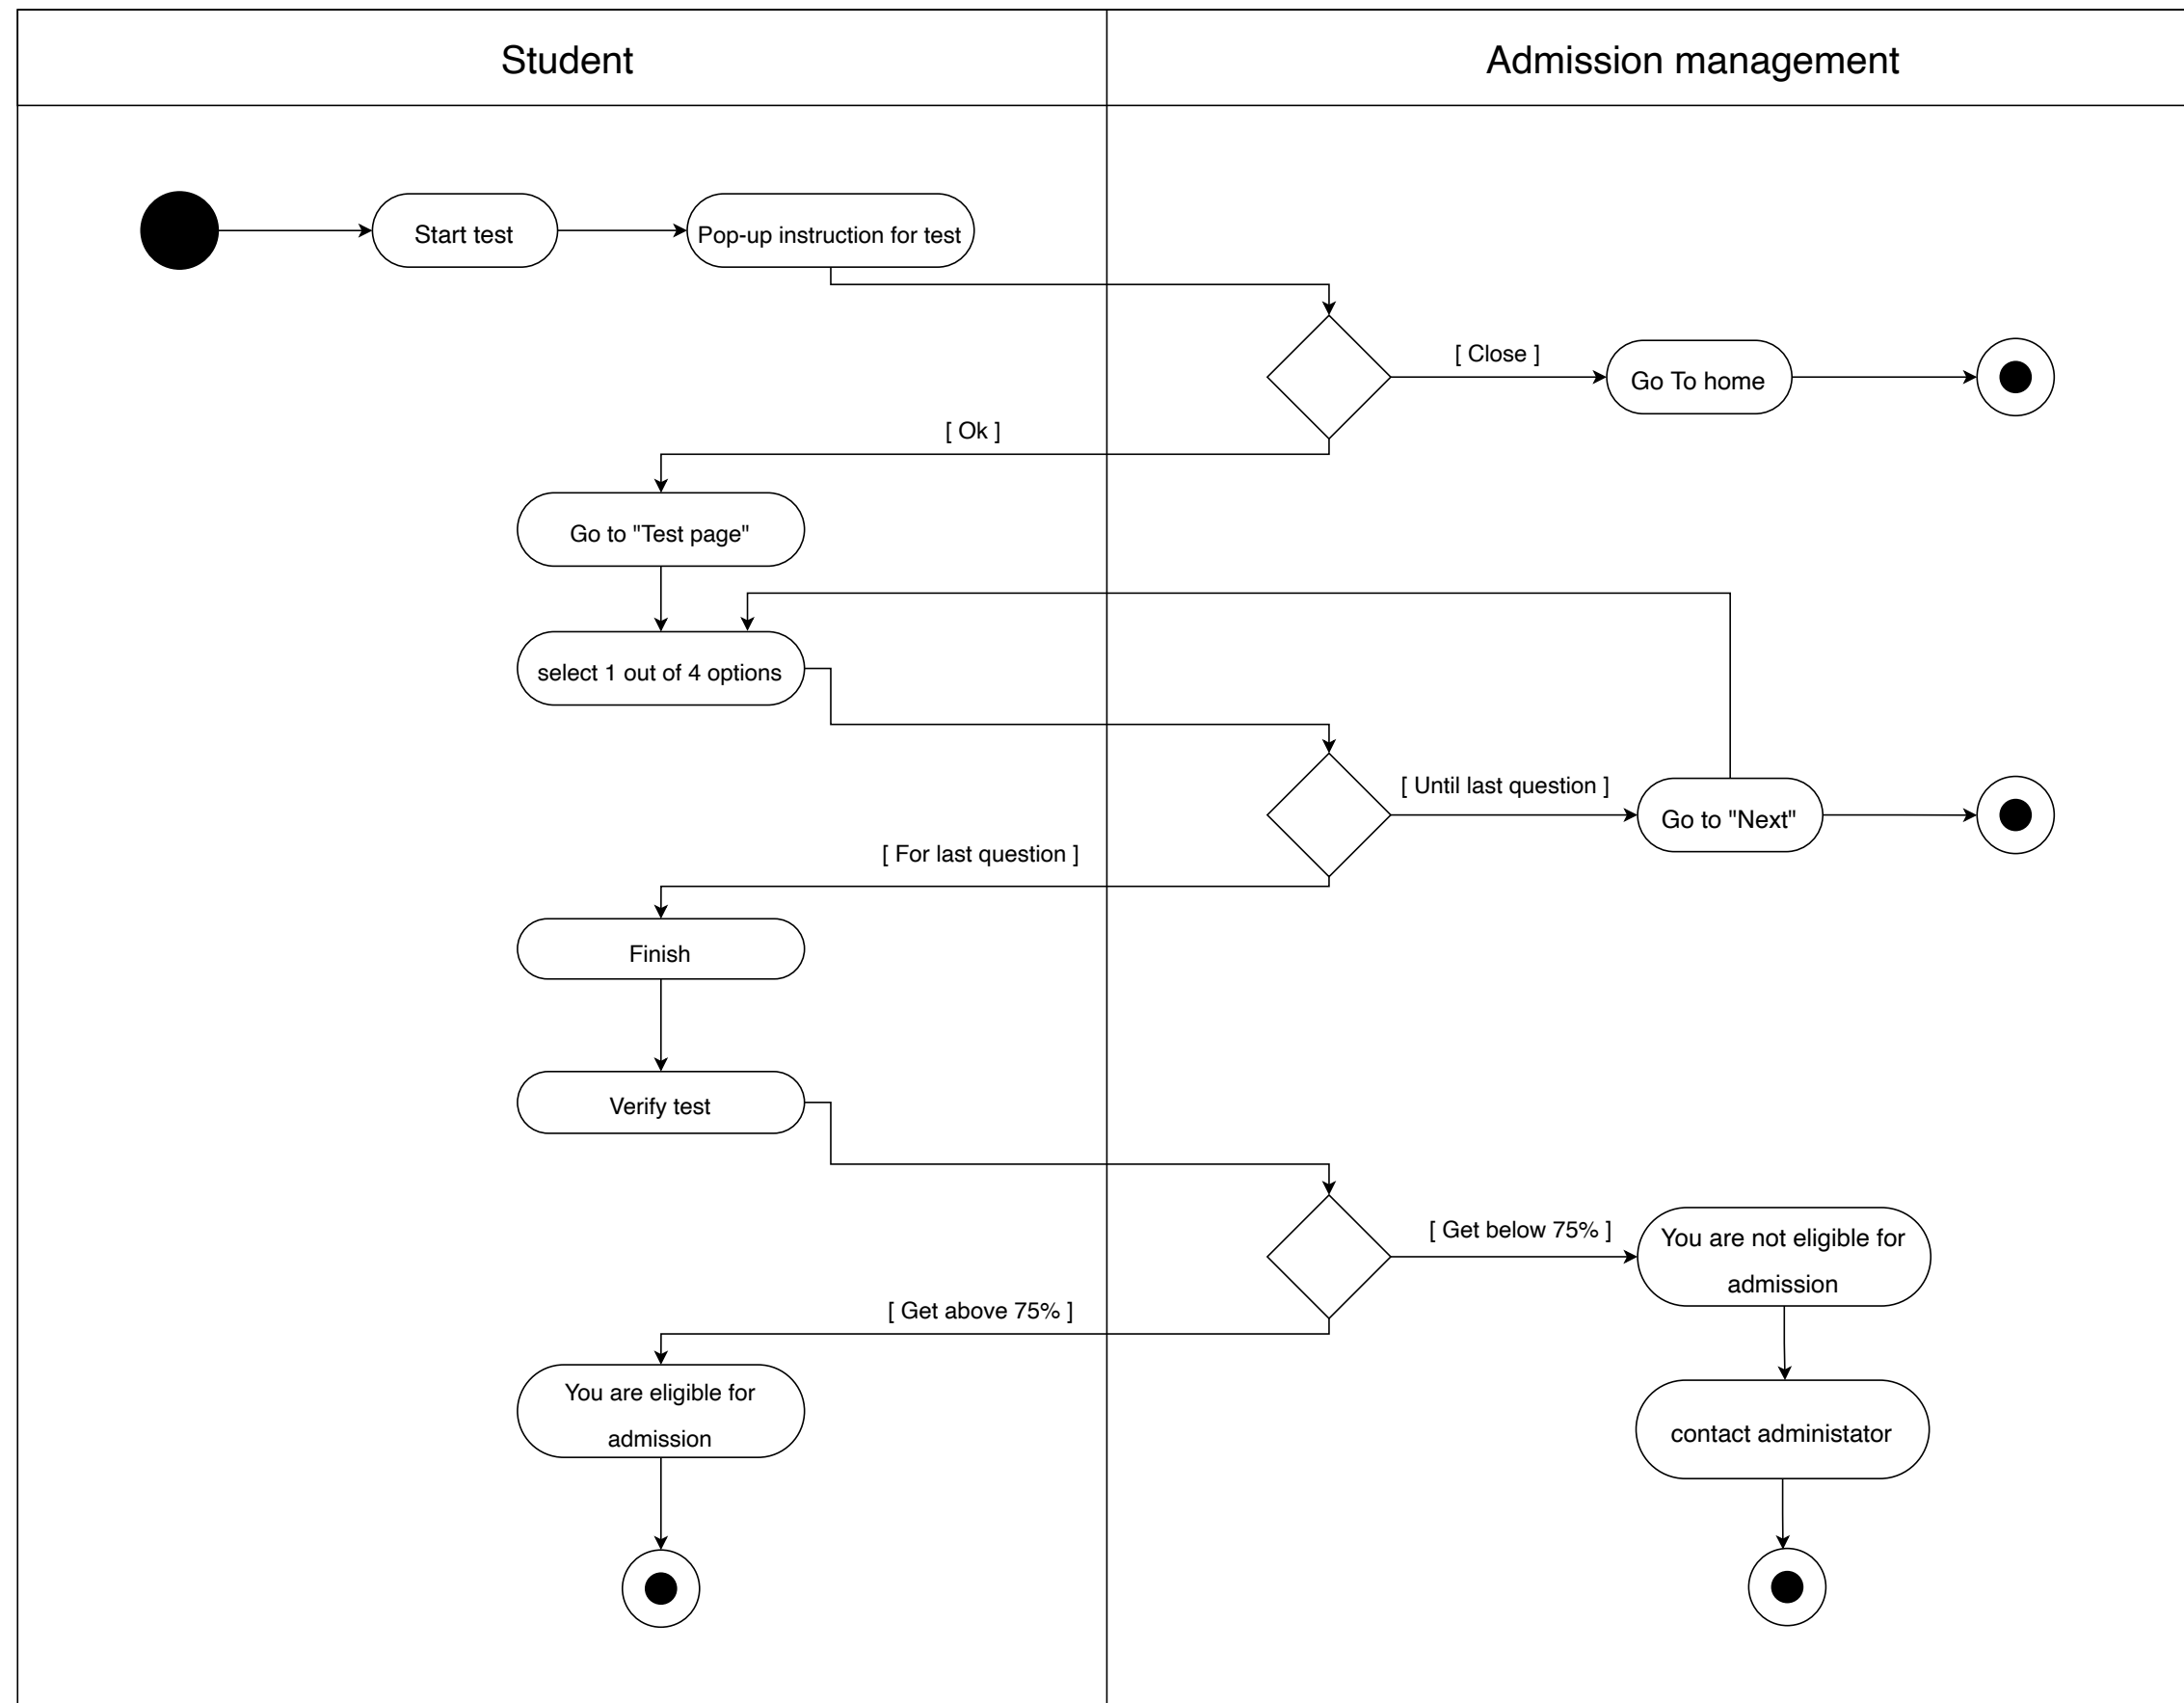 Student
Admission management
Start test
Pop-up instruction for test
[ Close ]
Go To home
[ Ok ]
Go to "Test page"
select 1 out of 4 options
[ Until last question ]
Go to "Next"
[ For last question ]
Finish
Verify test
[ Get below 75% ]
You are not eligible for
admission
[ Get above 75% ]
You are eligible for
admission
contact administator